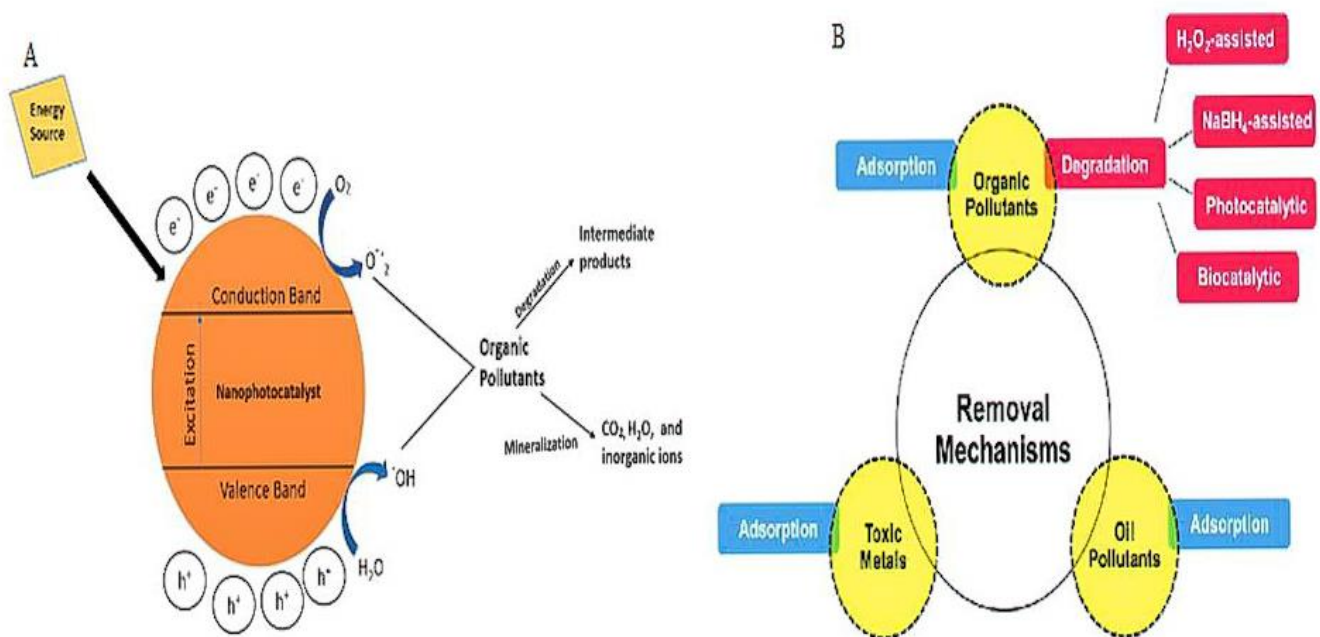 A
Energy
Source
e⁻
e⁻
e⁻
e⁻
O₂
O⁻˙₂
Conduction Band
Excitation
Nanophotocatalyst
Valence Band
˙OH
H₂O
h⁺
h⁺
h⁺
h⁺
Organic
Pollutants
Degradation
Intermediate
products
Mineralization
CO₂, H₂O, and
inorganic ions
B
H₂O₂-assisted
NaBH₄-assisted
Photocatalytic
Biocatalytic
Adsorption
Organic
Pollutants
Degradation
Removal
Mechanisms
Adsorption
Toxic
Metals
Oil
Pollutants
Adsorption